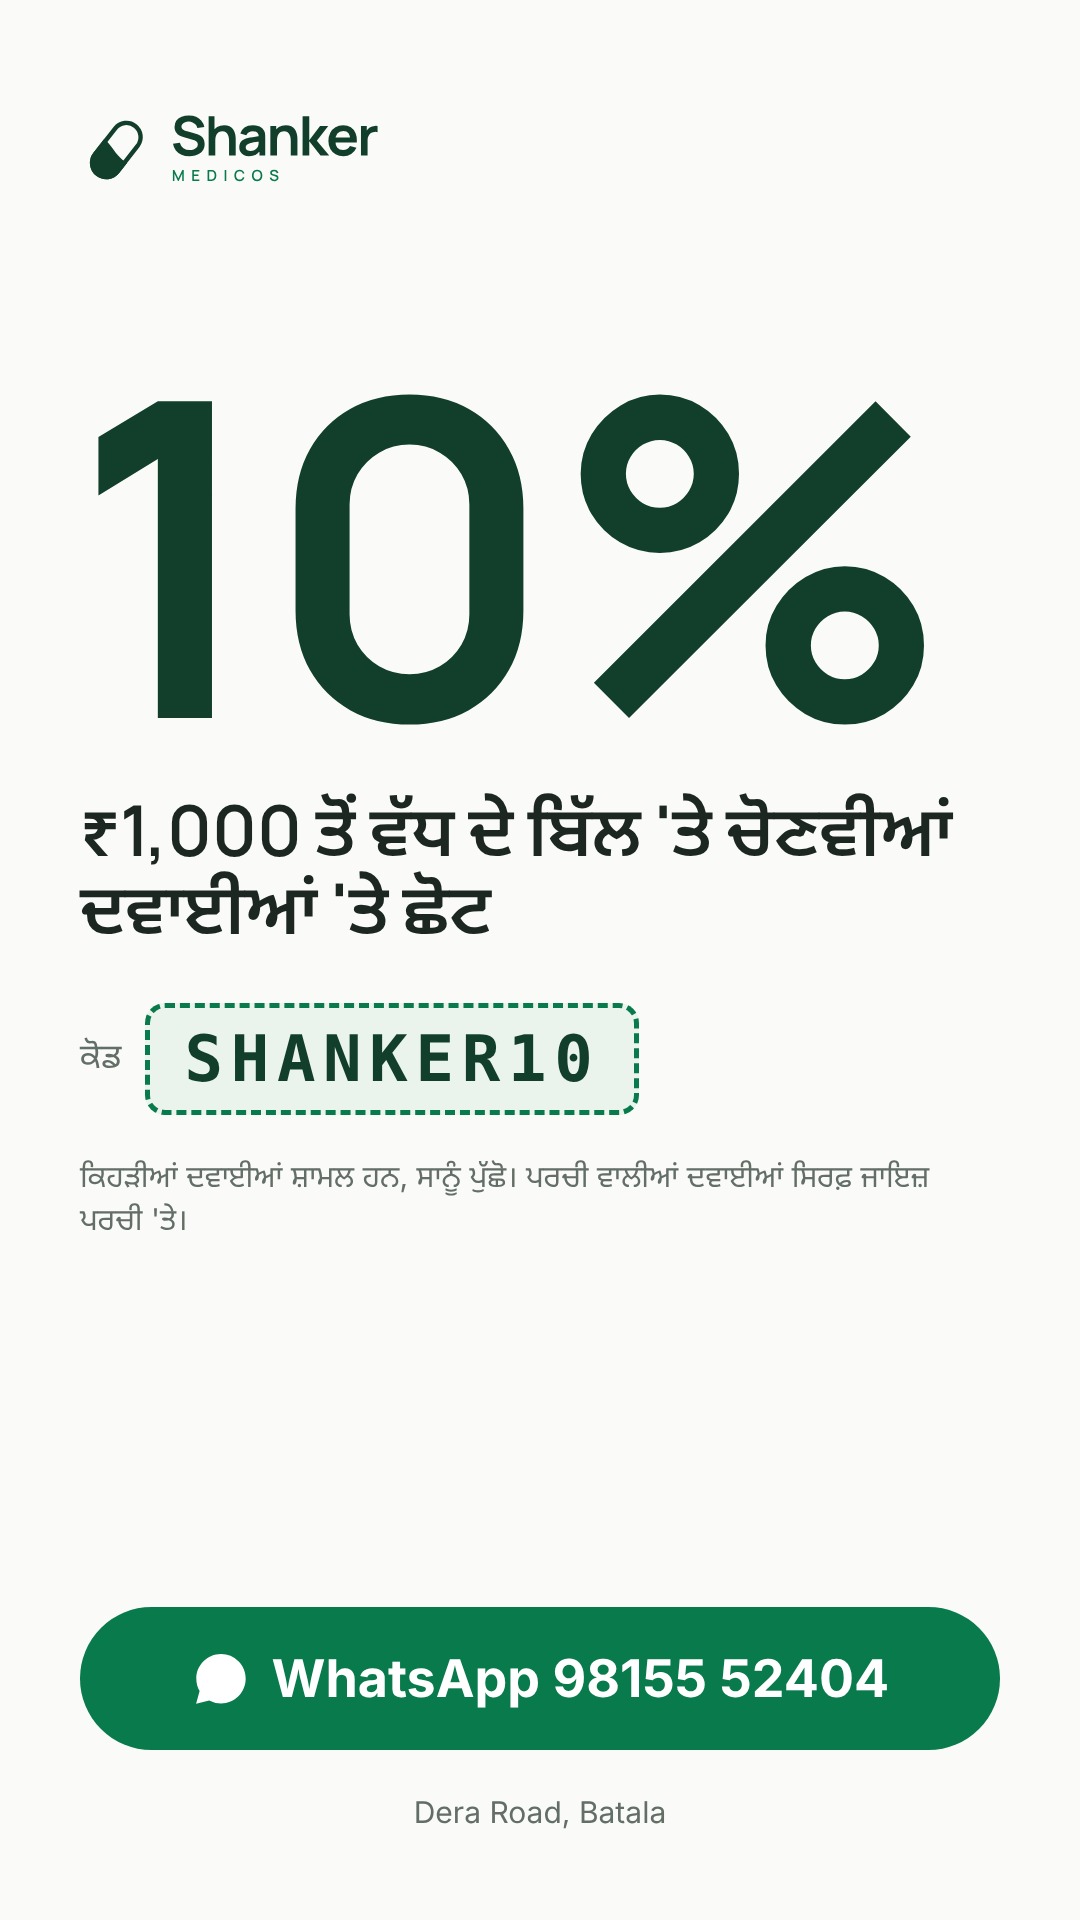 Shanker
MEDICOS
10%
₹1,000 ਤੋਂ ਵੱਧ ਦੇ ਬਿੱਲ 'ਤੇ ਚੋਣਵੀਆਂ
ਦਵਾਈਆਂ 'ਤੇ ਛੋਟ
ਕੋਡ SHANKER10
ਕਿਹੜੀਆਂ ਦਵਾਈਆਂ ਸ਼ਾਮਲ ਹਨ, ਸਾਨੂੰ ਪੁੱਛੋ। ਪਰਚੀ ਵਾਲੀਆਂ ਦਵਾਈਆਂ ਸਿਰਫ਼ ਜਾਇਜ਼
ਪਰਚੀ 'ਤੇ।
WhatsApp 98155 52404
Dera Road, Batala